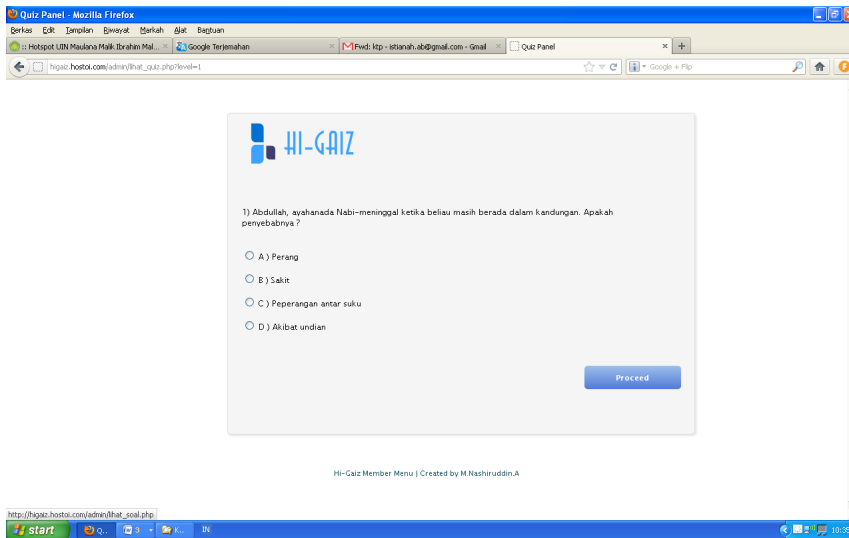 Quiz Panel - Mozilla Firefox
Berkas Edit Tampilan Riwayat Markah Alat Bantuan
:: Hotspot UIN Maulana Malik Ibrahim Mal... Google Terjemahan Fwd: ktp - istianah.ab@gmail.com - Gmail Quiz Panel
higaiz.hostoi.com/admin/lihat_quiz.php?level=1 Google + Flip
HI-GAIZ
1) Abdullah, ayahanada Nabi-meninggal ketika beliau masih berada dalam kandungan. Apakah
penyebabnya ?
A ) Perang
B ) Sakit
C ) Peperangan antar suku
D ) Akibat undian
Proceed
Hi-Gaiz Member Menu | Created by M.Nashiruddin.A
http://higaiz.hostoi.com/admin/lihat_soal.php
start Q.. 3 K.. IN 10:35